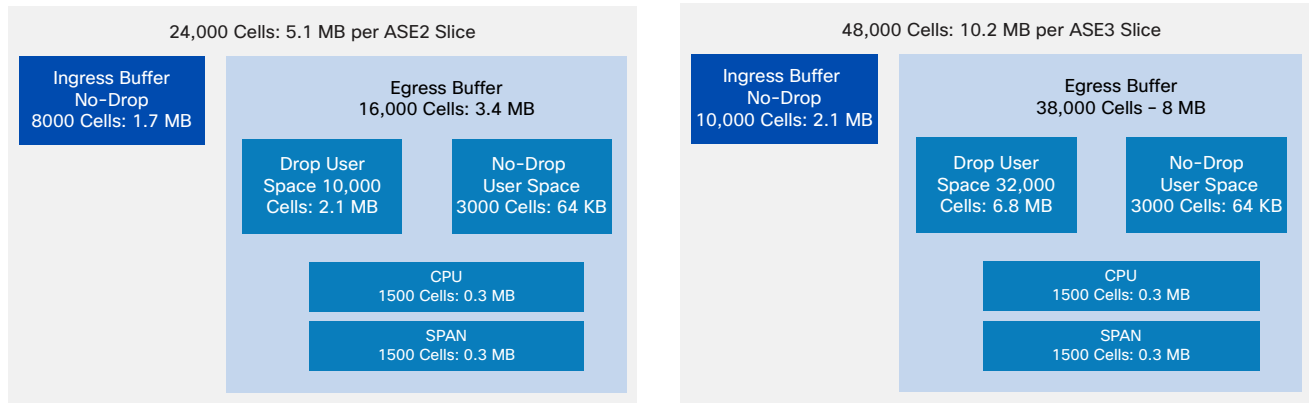 24,000 Cells: 5.1 MB per ASE2 Slice
Ingress Buffer
No-Drop
8000 Cells: 1.7 MB
Egress Buffer
16,000 Cells: 3.4 MB
Drop User
Space 10,000
Cells: 2.1 MB
No-Drop
User Space
3000 Cells: 64 KB
CPU
1500 Cells: 0.3 MB
SPAN
1500 Cells: 0.3 MB
48,000 Cells: 10.2 MB per ASE3 Slice
Ingress Buffer
No-Drop
10,000 Cells: 2.1 MB
Egress Buffer
38,000 Cells - 8 MB
Drop User
Space 32,000
Cells: 6.8 MB
No-Drop
User Space
3000 Cells: 64 KB
CPU
1500 Cells: 0.3 MB
SPAN
1500 Cells: 0.3 MB